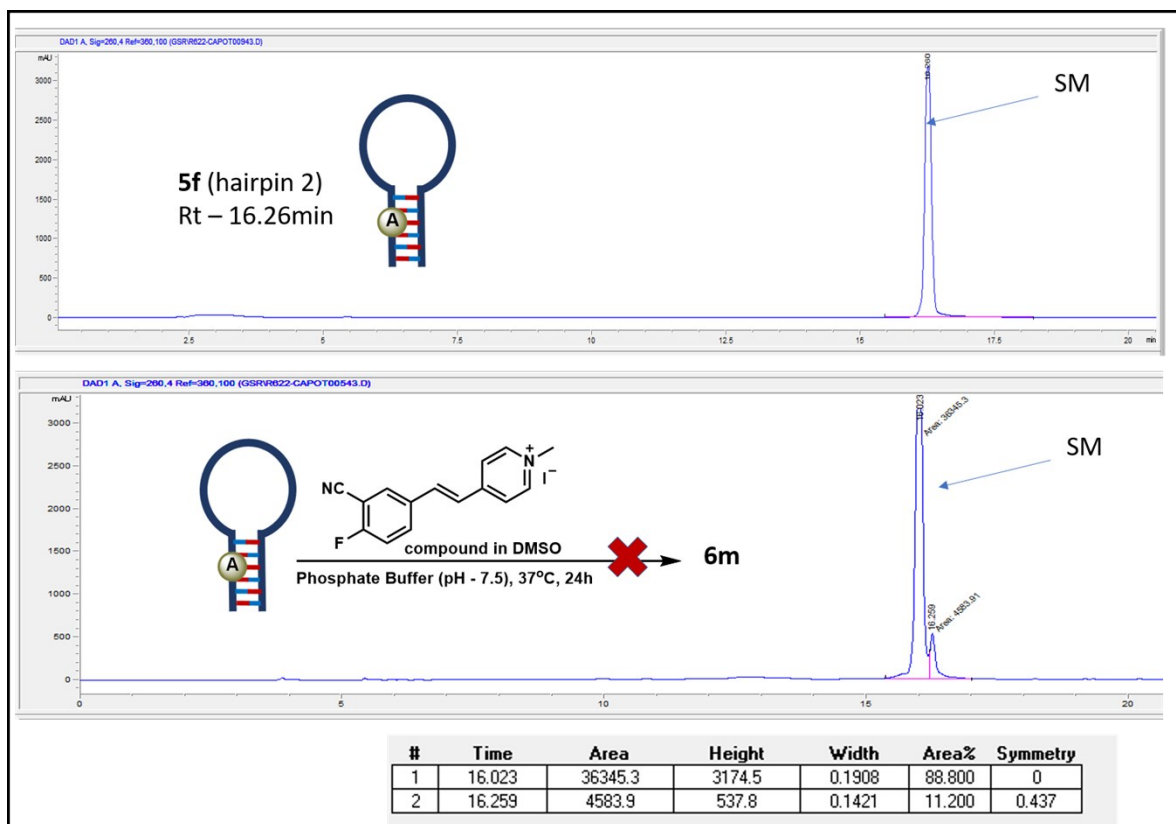 DAD1 A, Sig=260,4 Ref=360,100 (GSR\R622-CAPOT00943.D)
mAU
16.260
SM
3000
2500
2000
1500
1000
500
0
5f (hairpin 2)
Rt – 16.26min
A
2.5 5 7.5 10 12.5 15 17.5 20 min
DAD1 A, Sig=260,4 Ref=360,100 (GSR\R622-CAPOT00543.D)
mAU
16.023
Area: 36345.3
SM
3000
2500
2000
1500
1000
500
0
N+
I−
NC
F
A
compound in DMSO
Phosphate Buffer (pH - 7.5), 37°C, 24h
6m
16.259
Area: 4583.91
0 5 10 15 20
# Time Area Height Width Area% Symmetry
1 16.023 36345.3 3174.5 0.1908 88.800 0
2 16.259 4583.9 537.8 0.1421 11.200 0.437